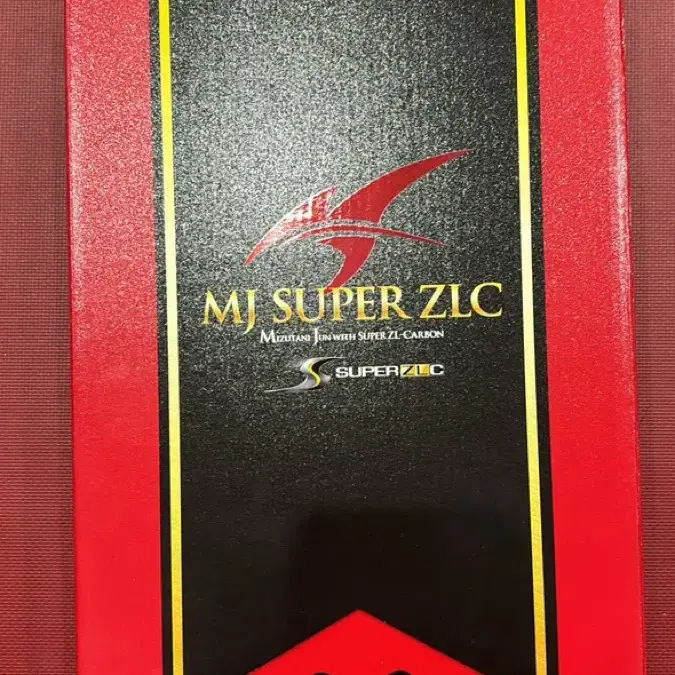 MJ SUPER ZLC
MIZUTANI JUN WITH SUPER ZL-CARBON
SUPER ZLC